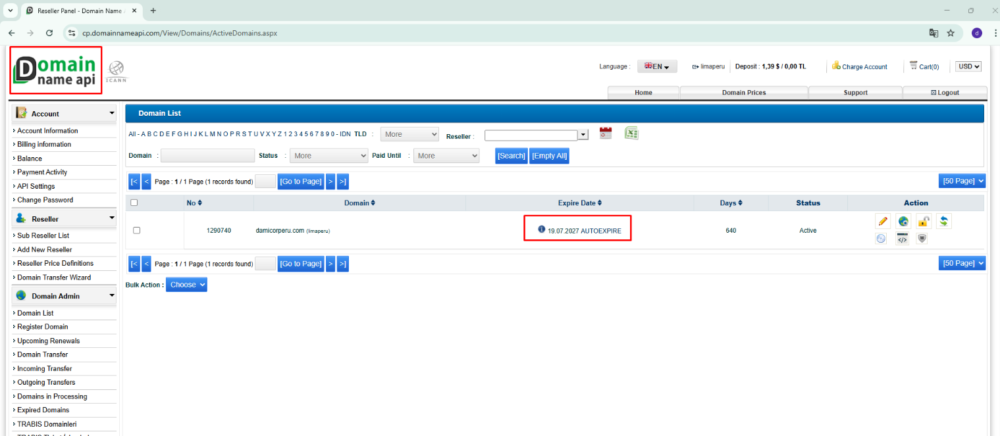 Reseller Panel - Domain Name
cp.domainnameapi.com/View/Domains/ActiveDomains.aspx
d
Domain
name api
ICANN
Language :
EN
limaperu
Deposit : 1,39 $ / 0,00 TL
Charge Account
Cart(0)
USD
Home
Domain Prices
Support
Logout
Account
Account Information
Billing information
Balance
Payment Activity
API Settings
Change Password
Reseller
Sub Reseller List
Add New Reseller
Reseller Price Definitions
Domain Transfer Wizard
Domain Admin
Domain List
Register Domain
Upcoming Renewals
Domain Transfer
Incoming Transfer
Outgoing Transfers
Domains in Processing
Expired Domains
TRABIS Domainleri
Domain List
All - A B C D E F G H I J K L M N O P R S T U V X Y Z 1 2 3 4 5 6 7 8 9 0 - IDN TLD : More Reseller :
Domain : Status : More Paid Until : More [Search] [Empty All]
[< < Page : 1 / 1 Page (1 records found) [Go to Page] > >] [50 Page]
No Domain Expire Date Days Status Action
1290740 damicorperu.com (limaperu) 19.07.2027 AUTOEXPIRE 640 Active
[< < Page : 1 / 1 Page (1 records found) [Go to Page] > >] [50 Page]
Bulk Action : Choose